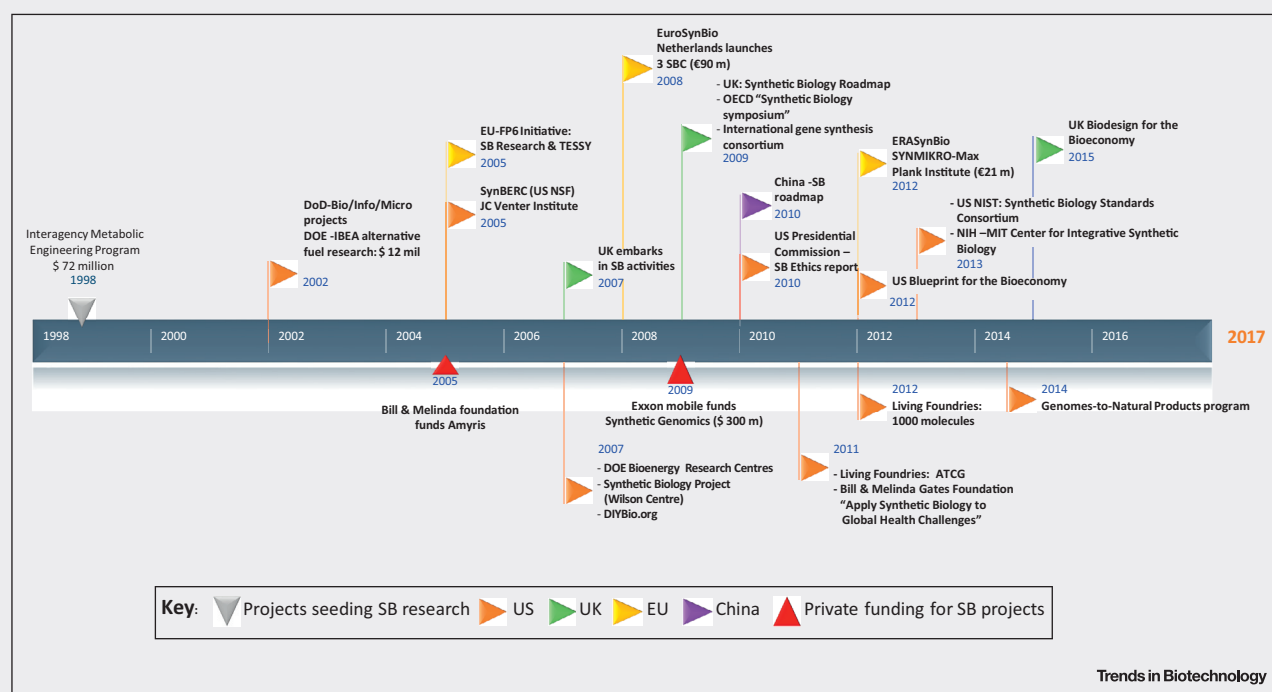 EuroSynBio
Netherlands launches
3 SBC (€90 m)
2008
- UK: Synthetic Biology Roadmap
- OECD “Synthetic Biology
symposium”
- International gene synthesis
consortium
2009
EU-FP6 Initiative:
SB Research & TESSY
2005
SynBERC (US NSF)
JC Venter Institute
2005
UK Biodesign for the
Bioeconomy
2015
ERASynBio
SYNMIKRO-Max
Plank Institute (€21 m)
2012
China -SB
roadmap
2010
DoD-Bio/Info/Micro
projects
DOE -IBEA alternative
fuel research: $ 12 mil
2002
- US NIST: Synthetic Biology Standards
Consortium
- NIH –MIT Center for Integrative Synthetic
Biology
2013
Interagency Metabolic
Engineering Program
$ 72 million
1998
UK embarks
in SB activities
2007
US Presidential
Commission –
SB Ethics report
2010
US Blueprint for the Bioeconomy
2012
1998
2000
2002
2004
2006
2008
2010
2012
2014
2016
2017
2005
Bill & Melinda foundation
funds Amyris
2009
Exxon mobile funds
Synthetic Genomics ($ 300 m)
2012
Living Foundries:
1000 molecules
2014
Genomes-to-Natural Products program
2007
- DOE Bioenergy Research Centres
- Synthetic Biology Project
(Wilson Centre)
- DIYBio.org
2011
- Living Foundries: ATCG
- Bill & Melinda Gates Foundation
“Apply Synthetic Biology to
Global Health Challenges”
Key: Projects seeding SB research US UK EU China Private funding for SB projects
Trends in Biotechnology